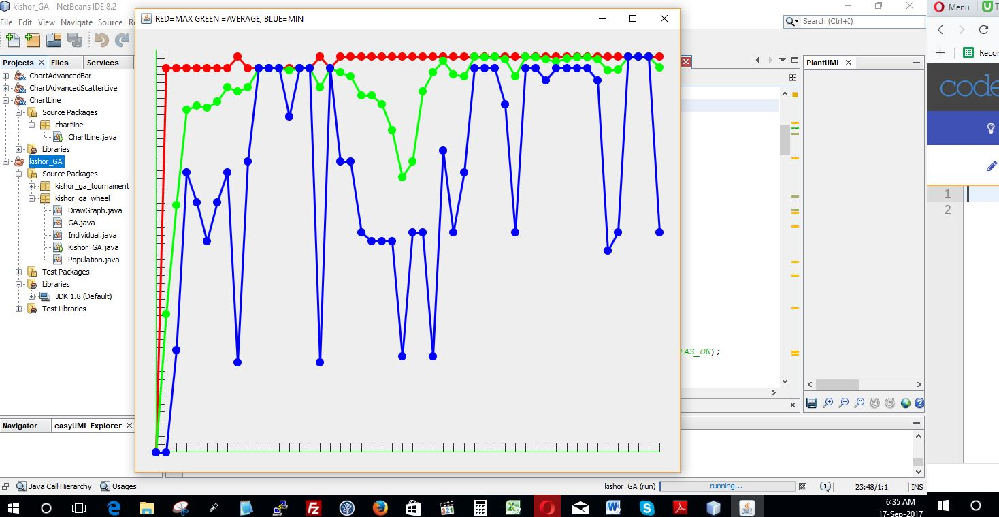 kishor_GA - NetBeans IDE 8.2
File Edit View Navigate Source
Search (Ctrl+I)
RED=MAX GREEN =AVERAGE, BLUE=MIN
Menu
Projects Files Services
ChartAdvancedBar
ChartAdvancedScatterLive
ChartLine
Source Packages
chartline
ChartLine.java
Libraries
kishor_GA
Source Packages
kishor_ga_tournament
kishor_ga_wheel
DrawGraph.java
GA.java
Individual.java
Kishor_GA.java
Population.java
Test Packages
Libraries
JDK 1.8 (Default)
Test Libraries
IAS_ON);
PlantUML
Recor
code
1
2
Navigator easyUML Explorer
Java Call Hierarchy Usages
kishor_GA (run) running... 1 23:48/1:1 INS
321
6:35 AM
17-Sep-2017